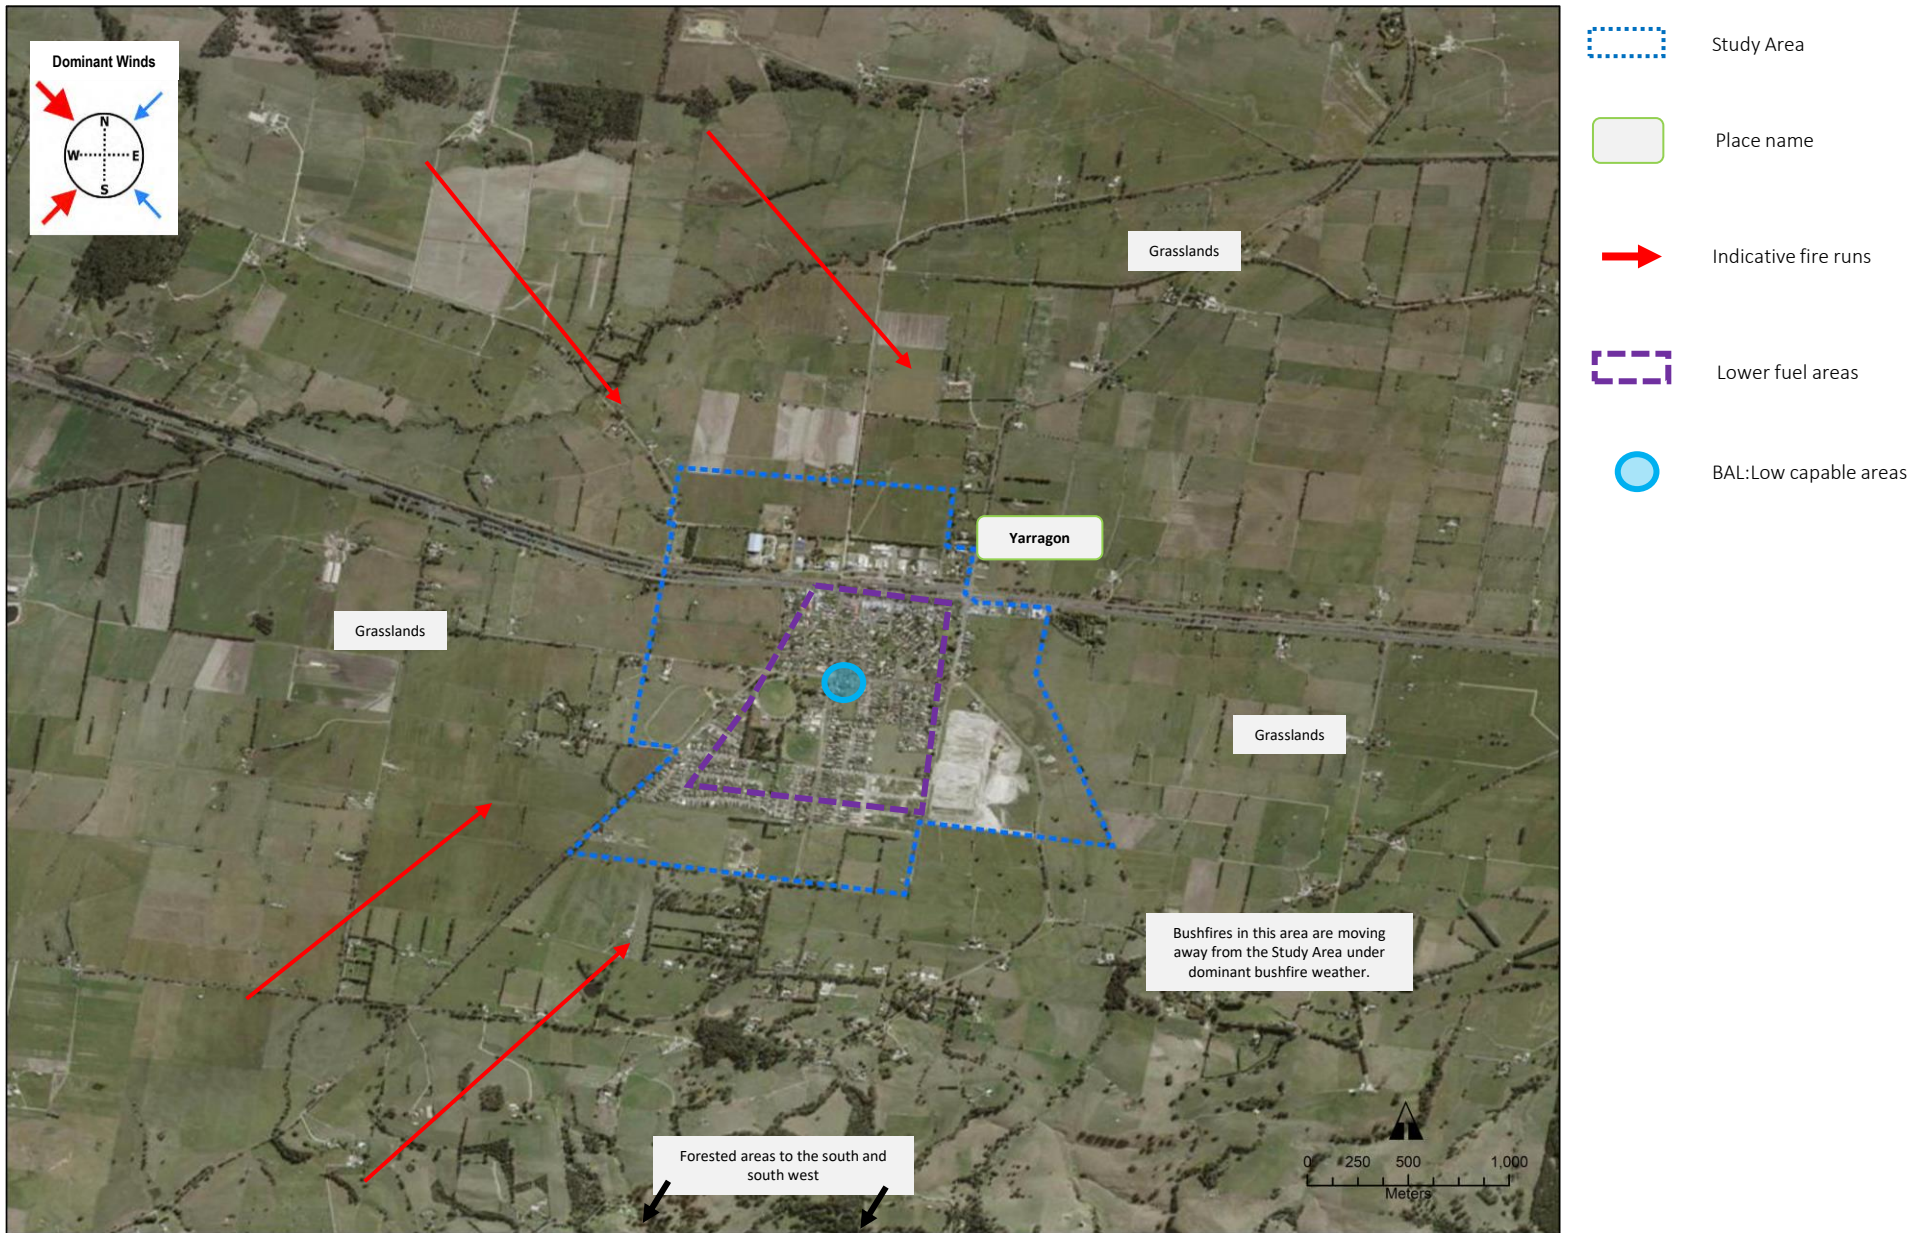 Dominant Winds
N
W
E
S
Grasslands
Yarragon
Grasslands
Grasslands
Bushfires in this area are moving
away from the Study Area under
dominant bushfire weather.
Forested areas to the south and
south west
0 250 500 1,000
Meters
Study Area
Place name
Indicative fire runs
Lower fuel areas
BAL:Low capable areas